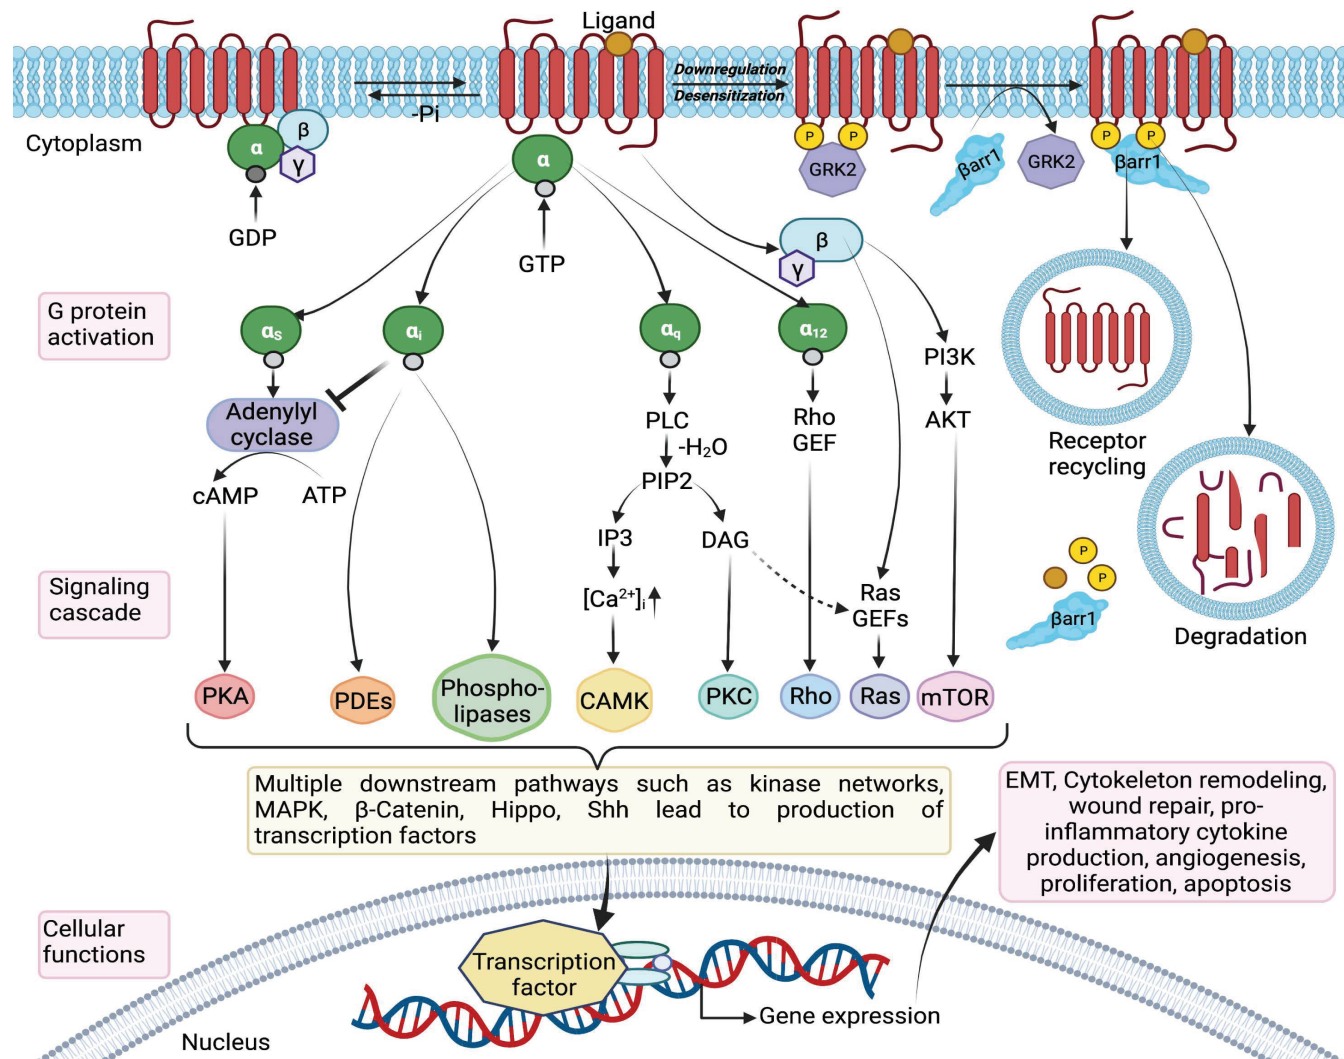 Ligand
Downregulation
Desensitization
-Pi
Cytoplasm
α
β
γ
GDP
α
GTP
P
P
GRK2
βarr1
GRK2
P
P
βarr1
β
γ
G protein
activation
αS
αi
αq
α12
PI3K
AKT
Adenylyl
cyclase
cAMP
ATP
PLC
-H2O
PIP2
IP3
DAG
[Ca2+]i
Rho
GEF
Ras
GEFs
Receptor
recycling
P
P
βarr1
Degradation
Signaling
cascade
PKA
PDEs
Phospho-
lipases
CAMK
PKC
Rho
Ras
mTOR
Multiple downstream pathways such as kinase networks,
MAPK, β-Catenin, Hippo, Shh lead to production of
transcription factors
EMT, Cytokeleton remodeling,
wound repair, pro-
inflammatory cytokine
production, angiogenesis,
proliferation, apoptosis
Cellular
functions
Transcription
factor
Gene expression
Nucleus